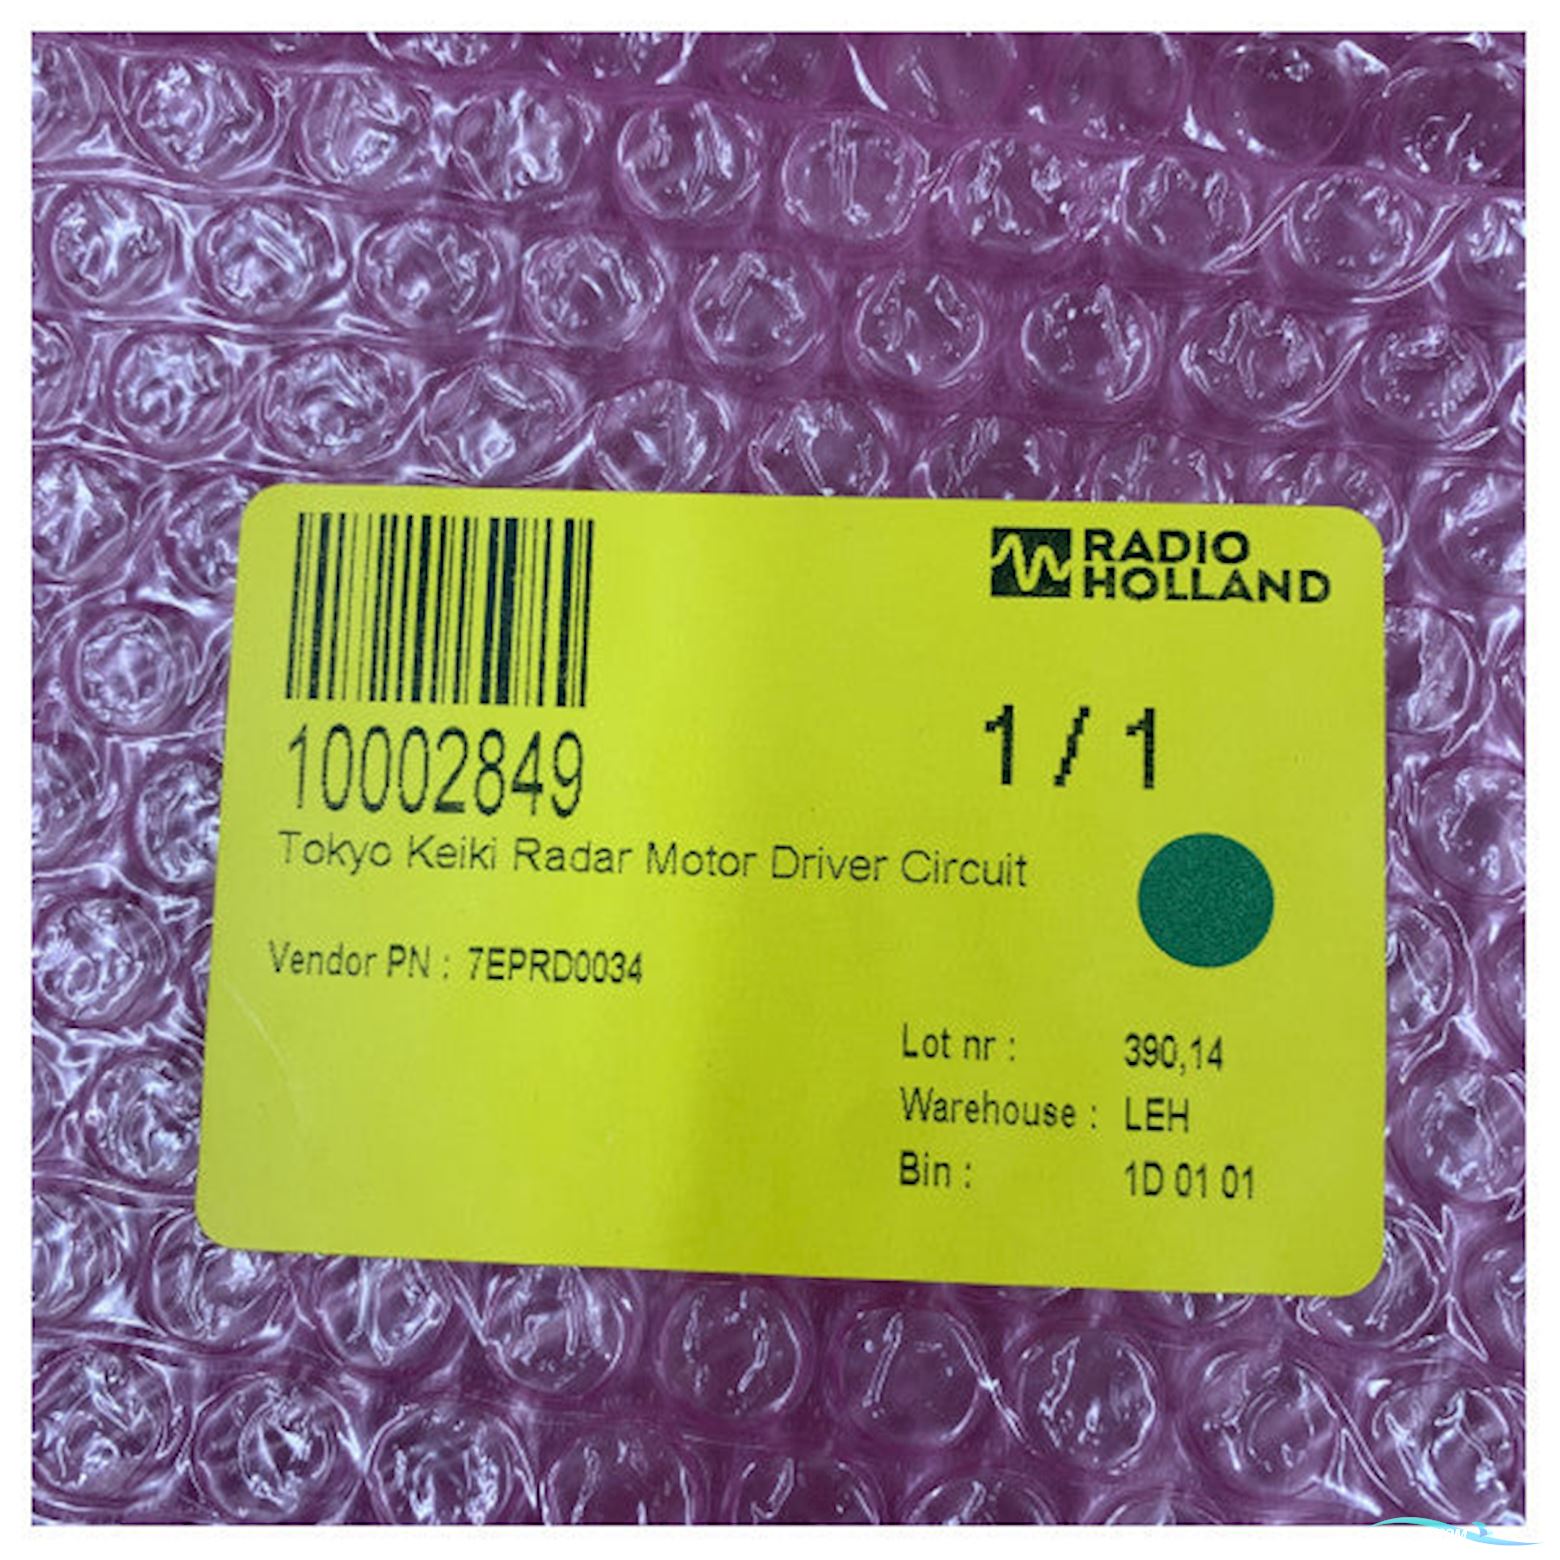 RADIO
HOLLAND
10002849
1 / 1
Tokyo Keiki Radar Motor Driver Circuit
Vendor PN : 7EPRD0034
Lot nr : 390,14
Warehouse : LEH
Bin : 1D 01 01